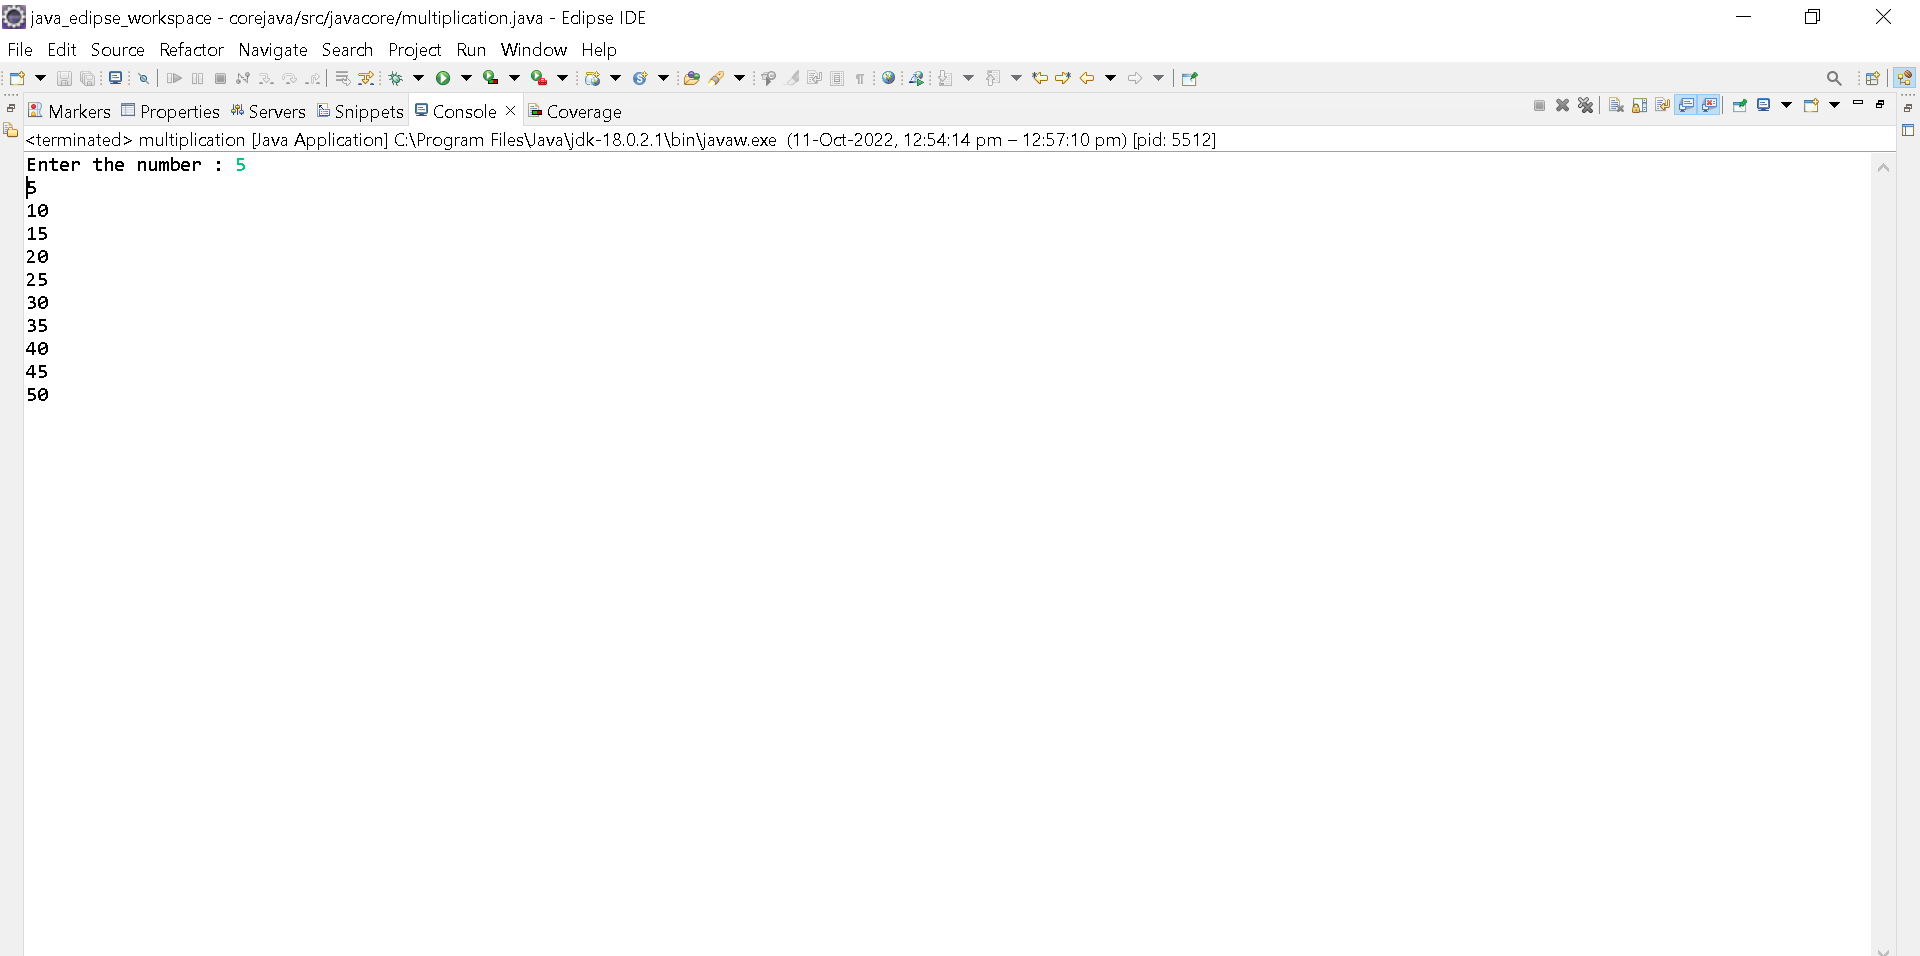 java_eclipse_workspace - corejava/src/javacore/multiplication.java - Eclipse IDE
File Edit Source Refactor Navigate Search Project Run Window Help
Markers Properties Servers Snippets Console Coverage
<terminated> multiplication [Java Application] C:\Program Files\Java\jdk-18.0.2.1\bin\javaw.exe (11-Oct-2022, 12:54:14 pm – 12:57:10 pm) [pid: 5512]
Enter the number : 5
5
10
15
20
25
30
35
40
45
50